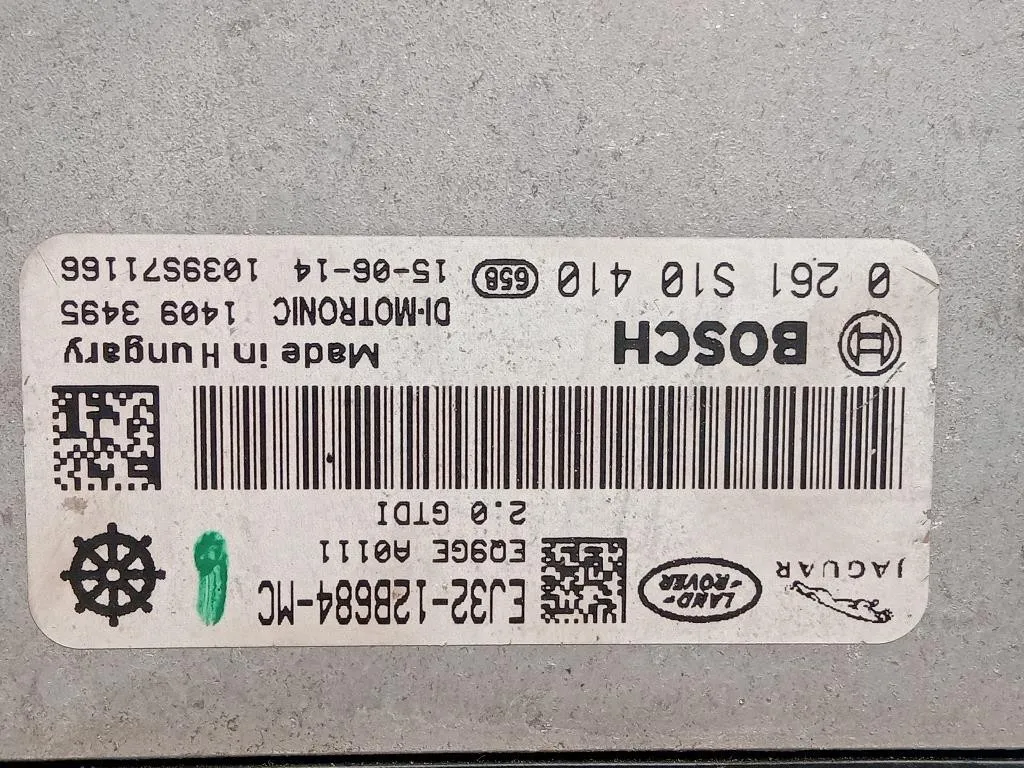 JAGUAR
LAND-
ROVER
EJ32-12B684-MC
EQ9GE A0111
2.0 GTDI
BOSCH
Made in Hungary
DI-MOTRONIC 1409 3495
0 261 S10 410 658 15-06-14 1039S71166